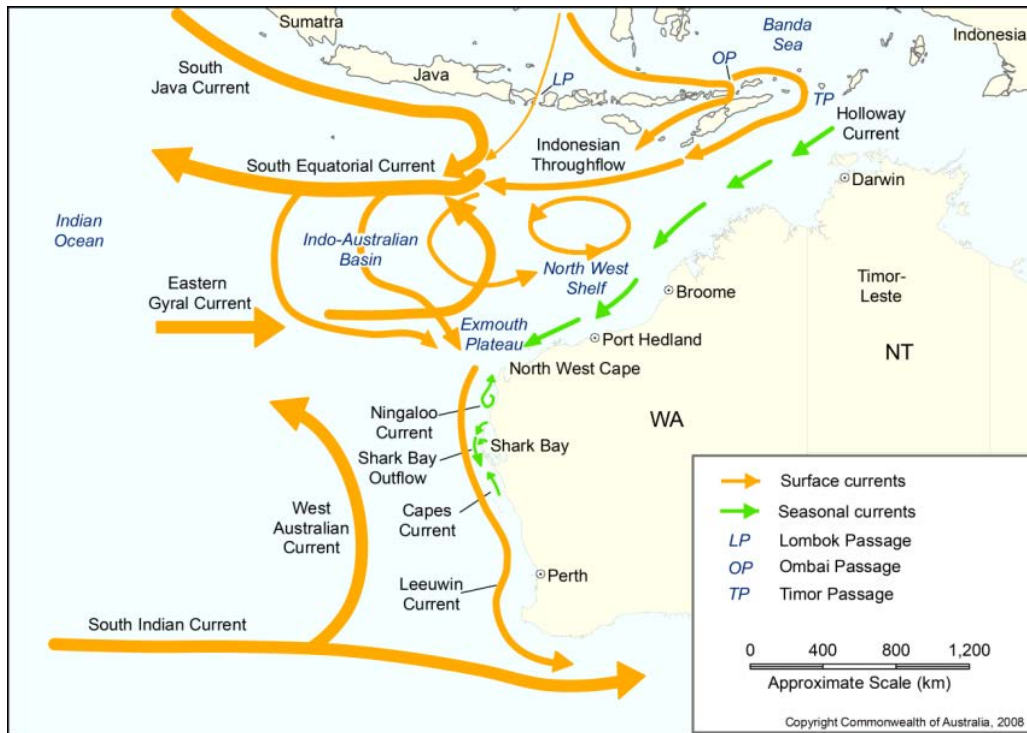 Sumatra
Banda
Sea
Indonesia
South
Java Current
Java
LP
OP
TP
Holloway
Current
Indonesian
Throughflow
South Equatorial Current
Darwin
Indian
Ocean
Indo-Australian
Basin
North West
Shelf
Broome
Timor-
Leste
Eastern
Gyral Current
Exmouth
Plateau
Port Hedland
NT
North West Cape
Ningaloo
Current
WA
Shark Bay
Shark Bay
Outflow
Capes
Current
West
Australian
Current
Leeuwin
Current
Perth
South Indian Current
Surface currents
Seasonal currents
LP Lombok Passage
OP Ombai Passage
TP Timor Passage
0 400 800 1,200
Approximate Scale (km)
Copyright Commonwealth of Australia, 2008